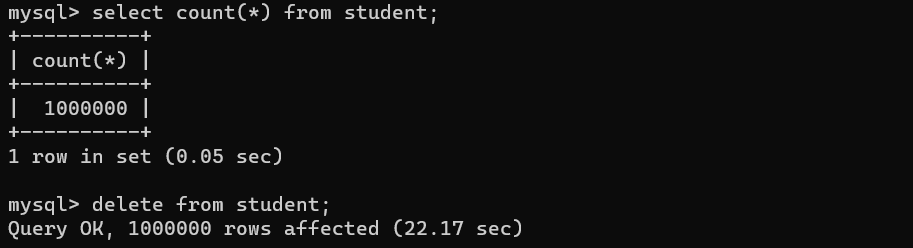 mysql> select count(*) from student;
+----------+
| count(*) |
+----------+
|  1000000 |
+----------+
1 row in set (0.05 sec)

mysql> delete from student;
Query OK, 1000000 rows affected (22.17 sec)